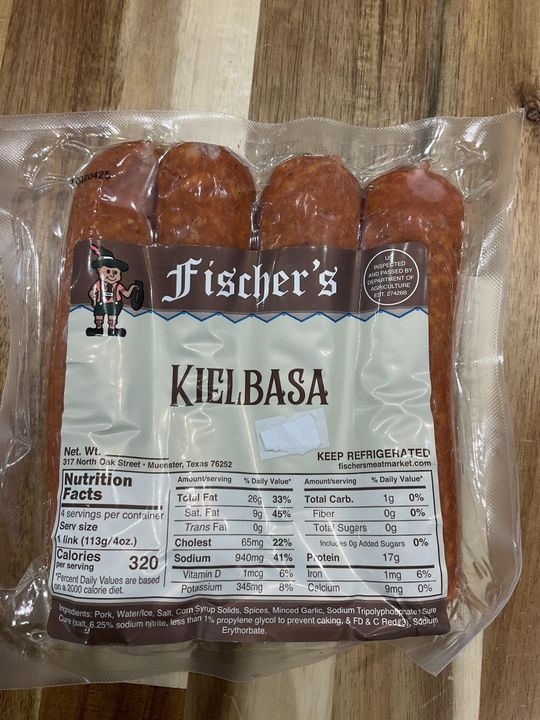 Fischer's
US
INSPECTED
AND PASSED BY
DEPARTMENT OF
AGRICULTURE
EST. 27426B
KIELBASA
Net. Wt.
KEEP REFRIGERATED
317 North Oak Street • Muenster, Texas 76252
fischersmeatmarket.com
Nutrition
Facts
4 servings per container
Serv size
1 link (113g/4oz.)
Calories
per serving 320
*Percent Daily Values are based
on a 2000 calorie diet.
Amount/serving % Daily Value*
Total Fat 26g 33%
Sat. Fat 9g 45%
Trans Fat 0g
Cholest 65mg 22%
Sodium 940mg 41%
Vitamin D 1mcg 6%
Potassium 345mg 8%
Amount/serving % Daily Value*
Total Carb. 1g 0%
Fiber 0g 0%
Total Sugars 0g
Includes 0g Added Sugars 0%
Protein 17g
Iron 1mg 6%
Calcium 9mg 0%
Ingredients: Pork, Water/Ice, Salt, Corn Syrup Solids, Spices, Minced Garlic, Sodium Tripolyphosphate, Sure
Cure (salt, 6.25% sodium nitrite, less than 1% propylene glycol to prevent caking, & FD & C Red#3), Sodium
Erythorbate.